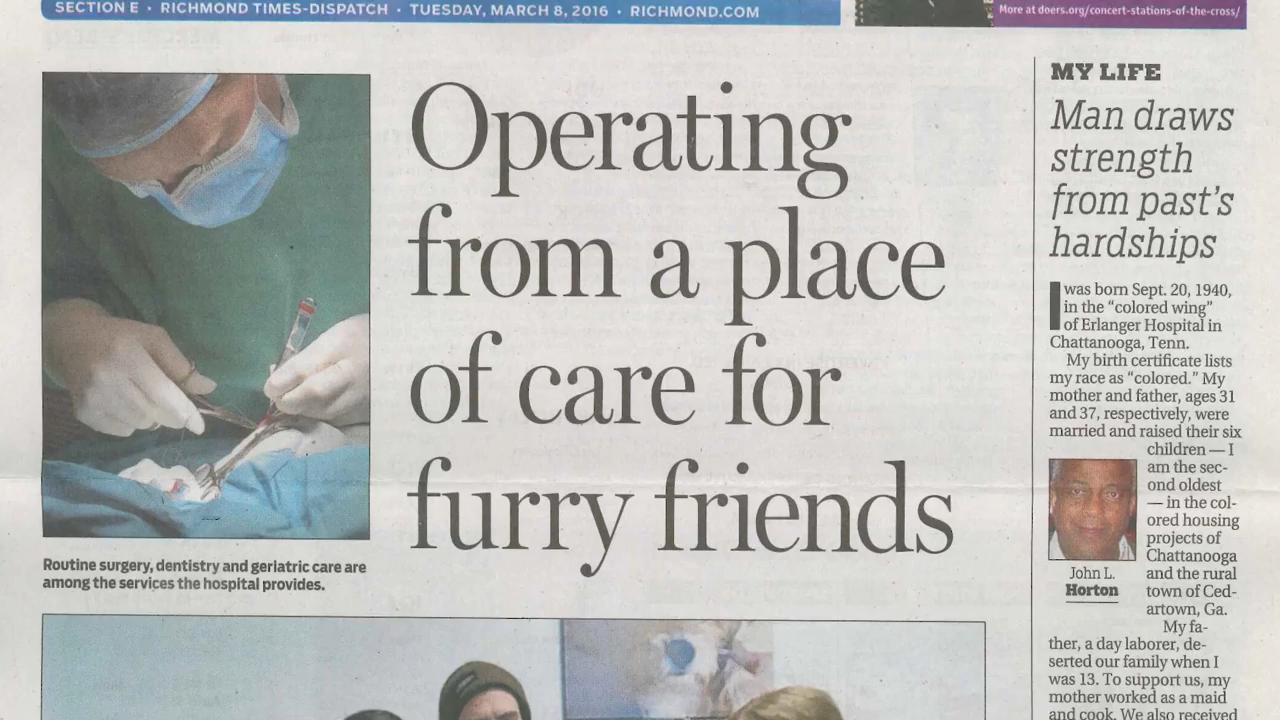 SECTION E • RICHMOND TIMES-DISPATCH • TUESDAY, MARCH 8, 2016 • RICHMOND.COM
More at doers.org/concert-stations-of-the-cross/
Operating
from a place
of care for
furry friends
Routine surgery, dentistry and geriatric care are
among the services the hospital provides.
MY LIFE
Man draws
strength
from past's
hardships
I was born Sept. 20, 1940,
in the “colored wing”
of Erlanger Hospital in
Chattanooga, Tenn.
My birth certificate lists
my race as “colored.” My
mother and father, ages 31
and 37, respectively, were
married and raised their six
children — I
am the sec-
ond oldest
— in the col-
ored housing
projects of
Chattanooga
and the rural
town of Ced-
artown, Ga.
John L.
Horton
My fa-
ther, a day laborer, de-
serted our family when I
was 13. To support us, my
mother worked as a maid
and cook. We also received